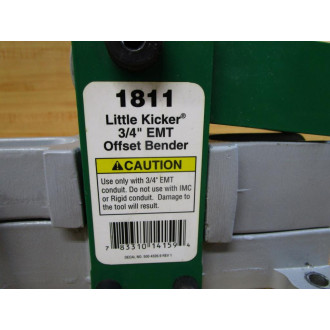 1811
Little Kicker®
3/4" EMT
Offset Bender
CAUTION
Use only with 3/4" EMT
conduit. Do not use with IMC
or Rigid conduit. Damage to
the tool will result.
7 83310 14159 4